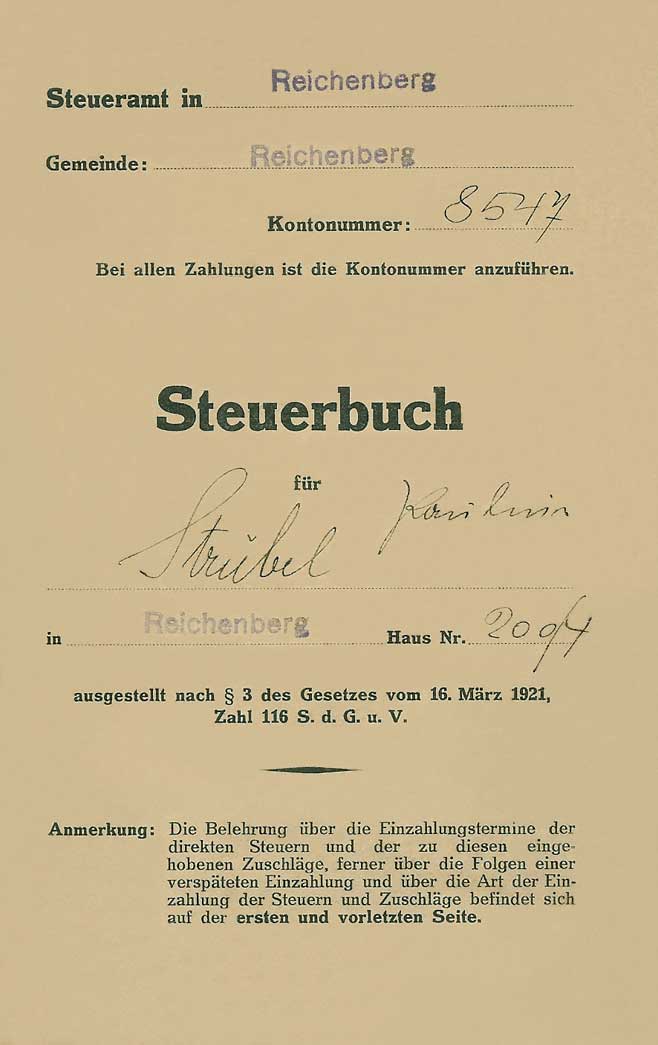 Steueramt in Reichenberg
Gemeinde: Reichenberg
Kontonummer: 8547
Bei allen Zahlungen ist die Kontonummer anzuführen.
Steuerbuch
für
Strübel
in Reichenberg Haus Nr.
ausgestellt nach § 3 des Gesetzes vom 16. März 1921,
Zahl 116 S. d. G. u. V.
Anmerkung: Die Belehrung über die Einzahlungstermine der
direkten Steuern und der zu diesen einge-
hobenen Zuschläge, ferner über die Folgen einer
verspäteten Einzahlung und über die Art der Ein-
zahlung der Steuern und Zuschläge befindet sich
auf der ersten und vorletzten Seite.